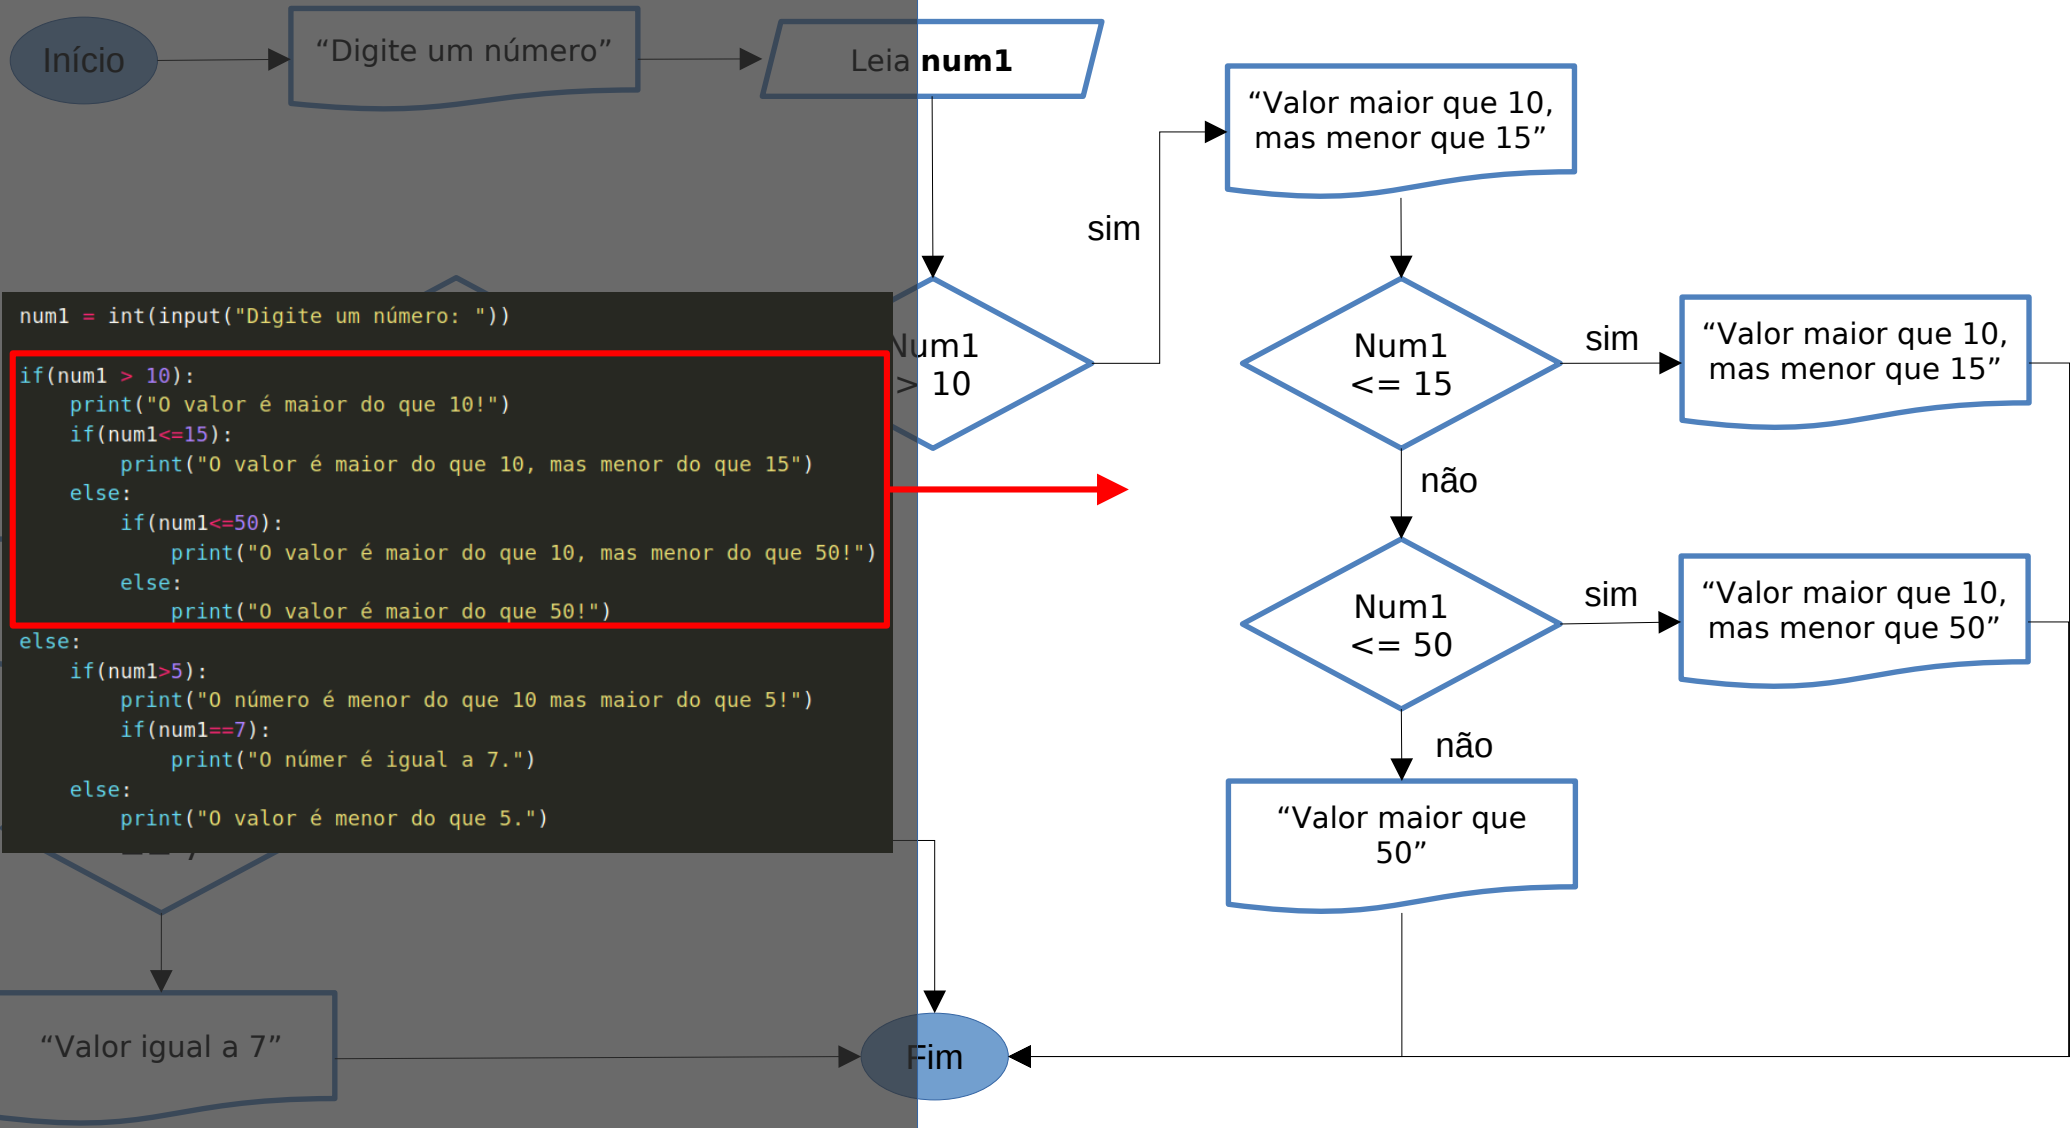 Início
“Digite um número”
Leia num1
“Valor maior que 10,
mas menor que 15”
sim
num1 = int(input("Digite um número: "))
if(num1 > 10):
print("O valor é maior do que 10!")
if(num1<=15):
print("O valor é maior do que 10, mas menor do que 15")
else:
if(num1<=50):
print("O valor é maior do que 10, mas menor do que 50!")
else:
print("O valor é maior do que 50!")
else:
if(num1>5):
print("O número é menor do que 10 mas maior do que 5!")
if(num1==7):
print("O númer é igual a 7.")
else:
print("O valor é menor do que 5.")
Num1
> 10
Num1
<= 15
sim
“Valor maior que 10,
mas menor que 15”
não
Num1
<= 50
sim
“Valor maior que 10,
mas menor que 50”
não
“Valor maior que
50”
“Valor igual a 7”
Fim